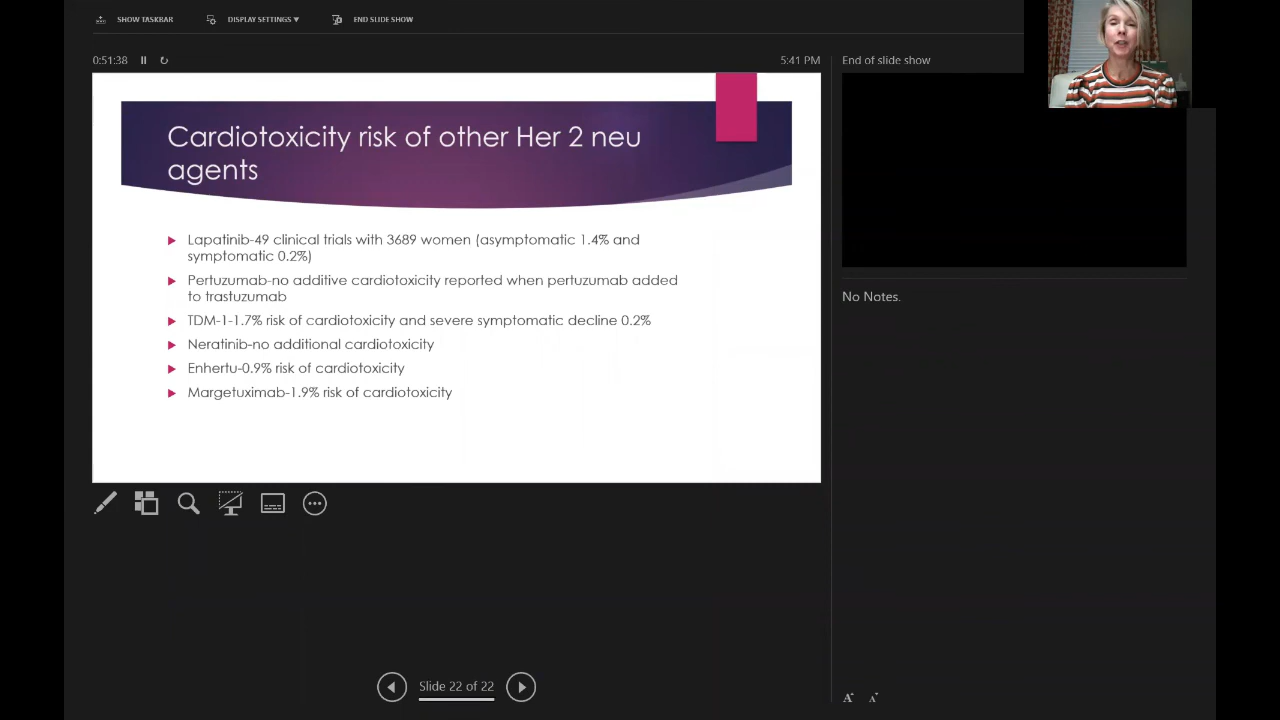 SHOW TASKBAR
DISPLAY SETTINGS ▼
END SLIDE SHOW
0:51:38
5:41 PM
End of slide show
Cardiotoxicity risk of other Her 2 neu
agents
Lapatinib-49 clinical trials with 3689 women (asymptomatic 1.4% and
symptomatic 0.2%)
Pertuzumab-no additive cardiotoxicity reported when pertuzumab added
to trastuzumab
TDM-1-1.7% risk of cardiotoxicity and severe symptomatic decline 0.2%
Neratinib-no additional cardiotoxicity
Enhertu-0.9% risk of cardiotoxicity
Margetuximab-1.9% risk of cardiotoxicity
No Notes.
Slide 22 of 22
A A